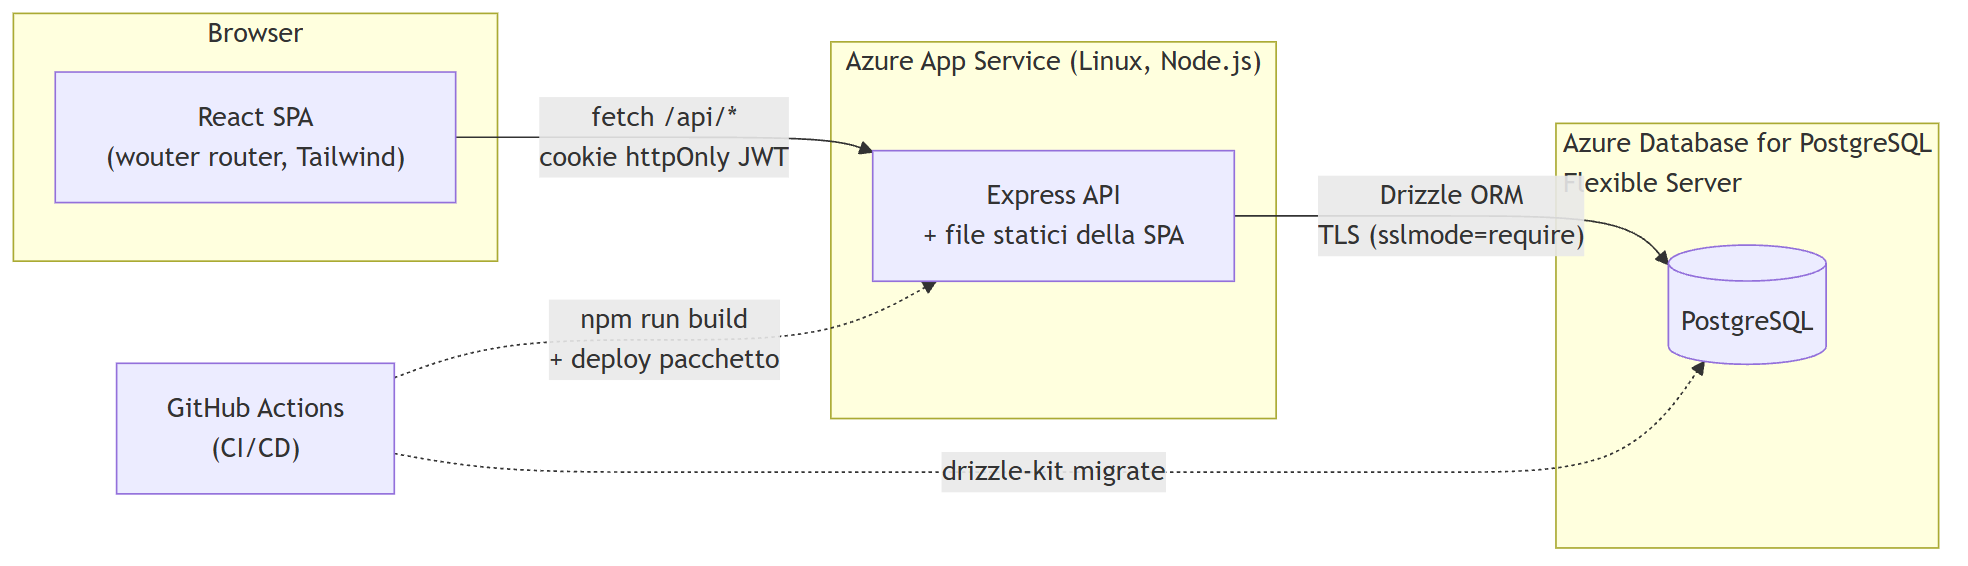 Browser
React SPA
(wouter router, Tailwind)
fetch /api/*
cookie httpOnly JWT
Azure App Service (Linux, Node.js)
Express API
+ file statici della SPA
Drizzle ORM
TLS (sslmode=require)
Azure Database for PostgreSQL
Flexible Server
PostgreSQL
npm run build
+ deploy pacchetto
GitHub Actions
(CI/CD)
drizzle-kit migrate